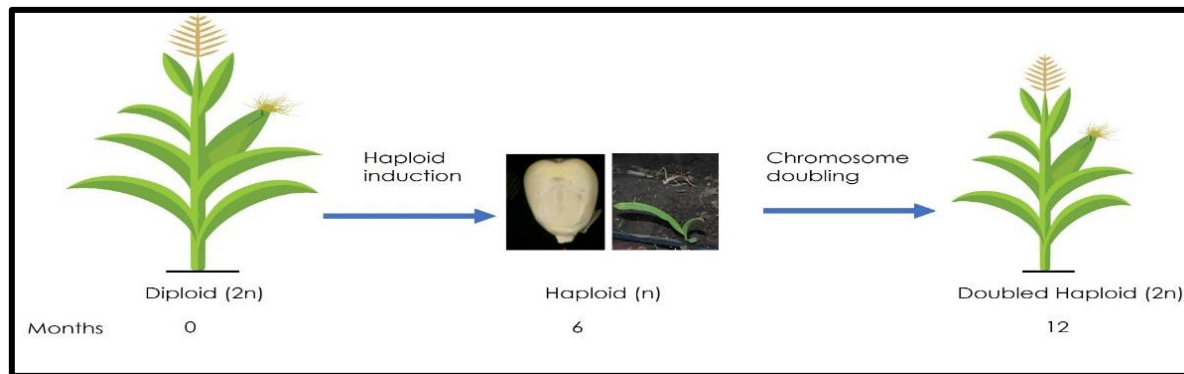 Haploid
induction
Chromosome
doubling
Diploid (2n)
Haploid (n)
Doubled Haploid (2n)
Months
0
6
12